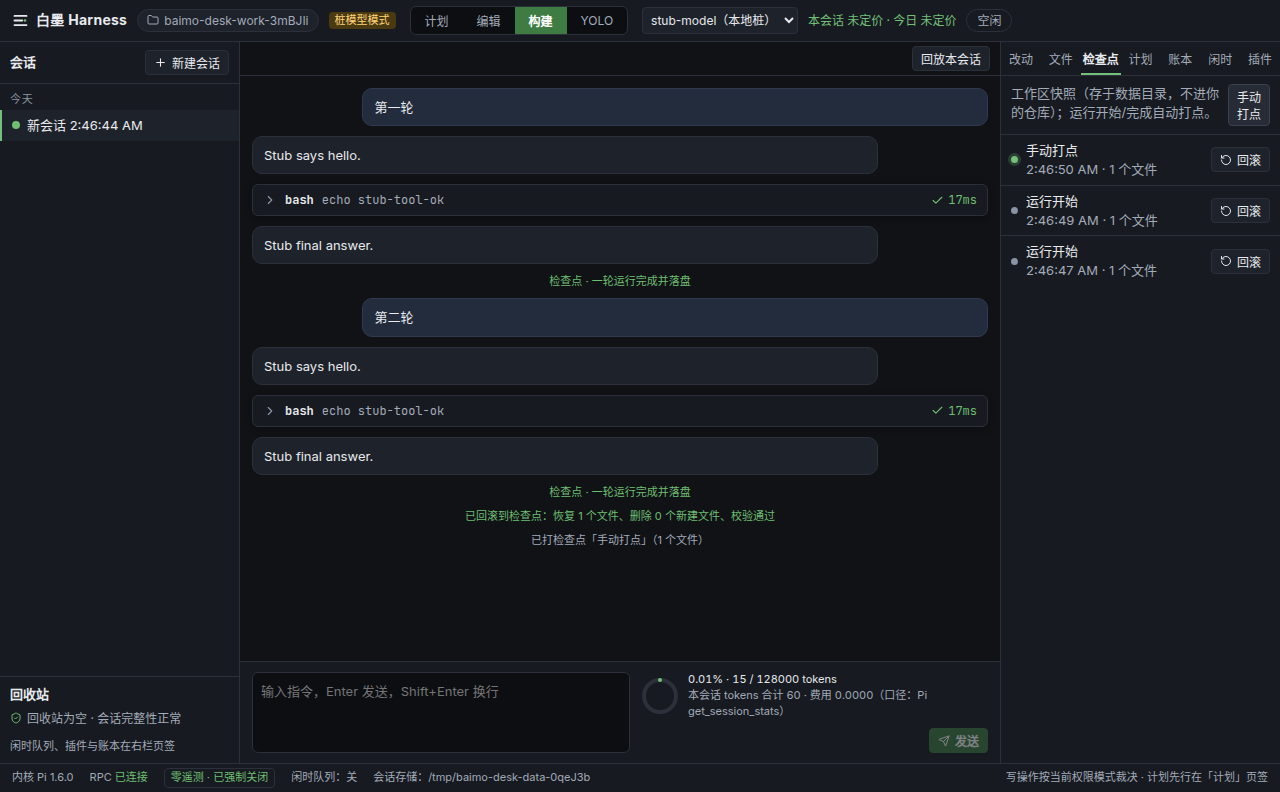 白墨 Harness
baimo-desk-work-3mBJli
桩模型模式
计划
编辑
构建
YOLO
stub-model（本地桩）
本会话 未定价 · 今日 未定价
空闲
会话
新建会话
今天
新会话 2:46:44 AM
回收站
回收站为空 · 会话完整性正常
闲时队列、插件与账本在右栏页签
回放本会话
第一轮
Stub says hello.
bash echo stub-tool-ok
17ms
Stub final answer.
检查点 · 一轮运行完成并落盘
第二轮
Stub says hello.
bash echo stub-tool-ok
17ms
Stub final answer.
检查点 · 一轮运行完成并落盘
已回滚到检查点：恢复 1 个文件、删除 0 个新建文件、校验通过
已打检查点「手动打点」（1 个文件）
输入指令，Enter 发送，Shift+Enter 换行
0.01% · 15 / 128000 tokens
本会话 tokens 合计 60 · 费用 0.0000（口径：Pi
get_session_stats）
发送
改动
文件
检查点
计划
账本
闲时
插件
工作区快照（存于数据目录，不进你
的仓库）；运行开始/完成自动打点。
手动
打点
手动打点
2:46:50 AM · 1 个文件
回滚
运行开始
2:46:49 AM · 1 个文件
回滚
运行开始
2:46:47 AM · 1 个文件
回滚
内核 Pi 1.6.0
RPC 已连接
零遥测 · 已强制关闭
闲时队列：关
会话存储：/tmp/baimo-desk-data-0qeJ3b
写操作按当前权限模式裁决 · 计划先行在「计划」页签